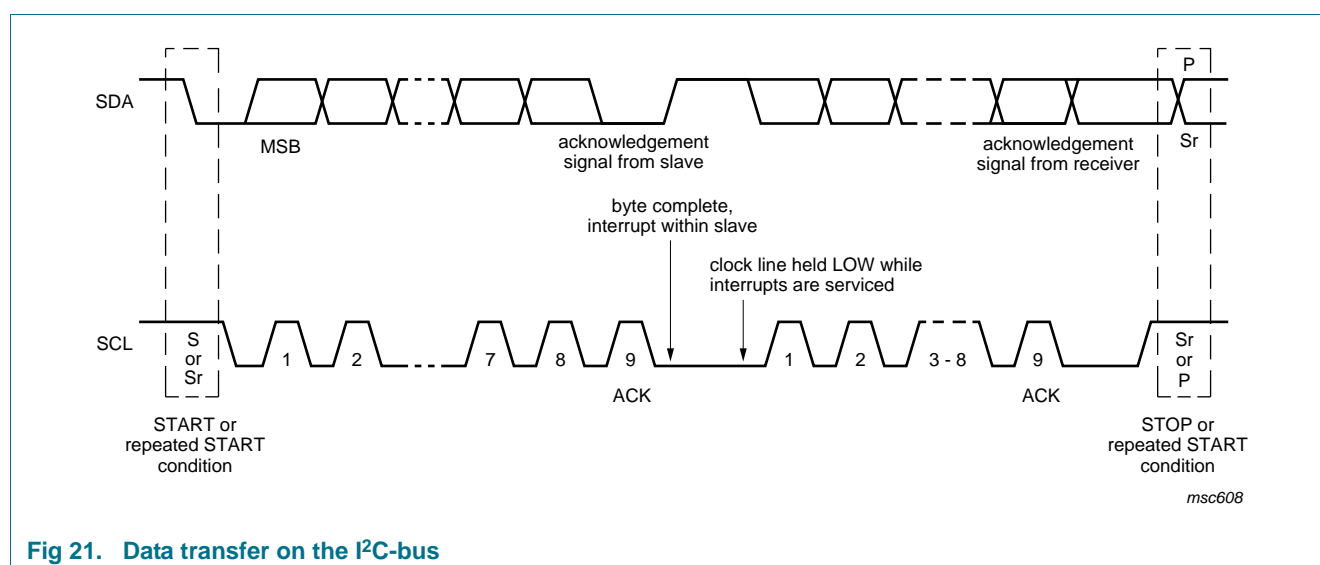 P
SDA
MSB
acknowledgement
signal from slave
acknowledgement
signal from receiver
Sr
byte complete,
interrupt within slave
clock line held LOW while
interrupts are serviced
SCL
S
or
Sr
1
2
7
8
9
1
2
3 - 8
9
Sr
or
P
ACK
ACK
START or
repeated START
condition
STOP or
repeated START
condition
msc608
Fig 21. Data transfer on the I²C-bus